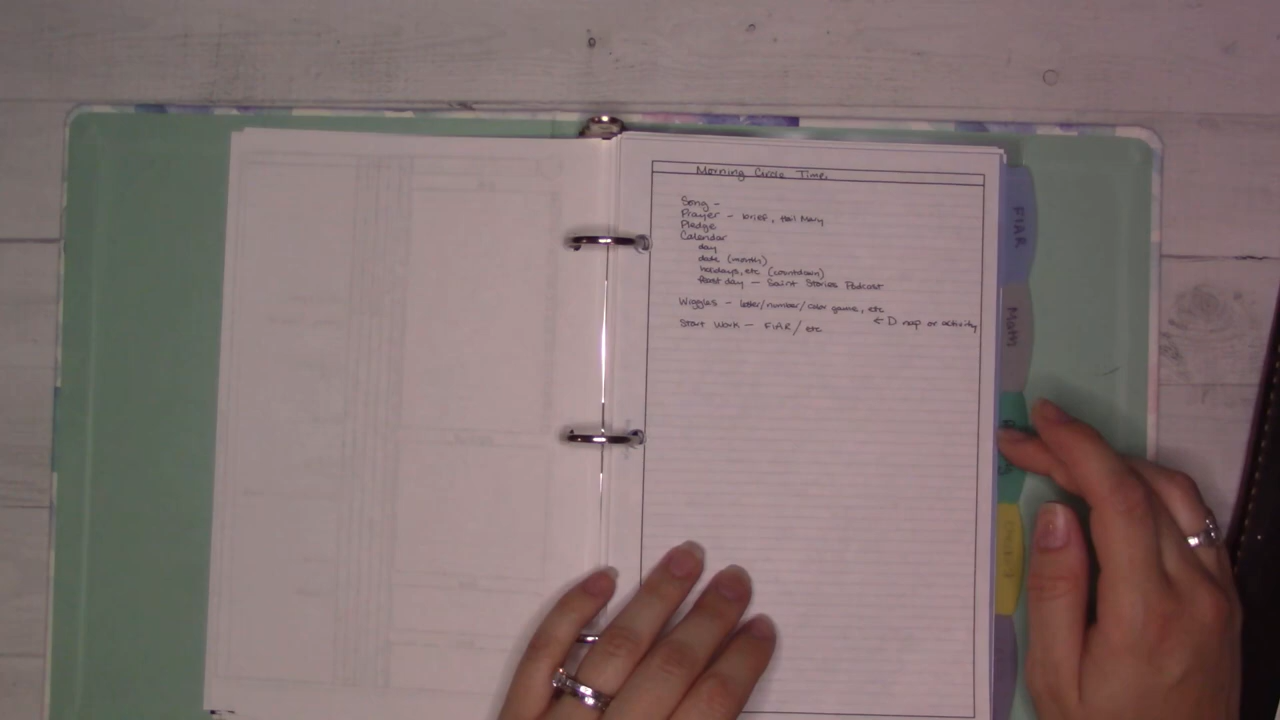 Morning Circle Time.
Song -
Prayer - brief, Hail Mary
Pledge
Calendar
day
date (month)
holidays, etc (countdown)
feast day - Saint Stories Podcast
Wiggles - letter/number/color game, etc
← D nap or activity
Start Work - FIAR/etc
FIAR
Math